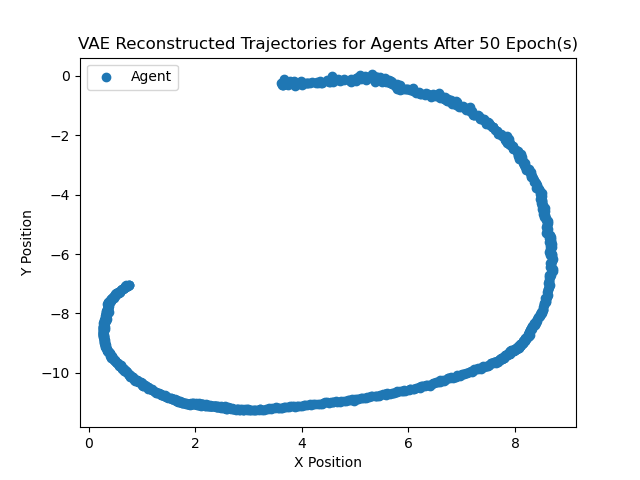 VAE Reconstructed Trajectories for Agents After 50 Epoch(s)
Agent
0
−2
−4
−6
−8
−10
Y Position
0 2 4 6 8
X Position